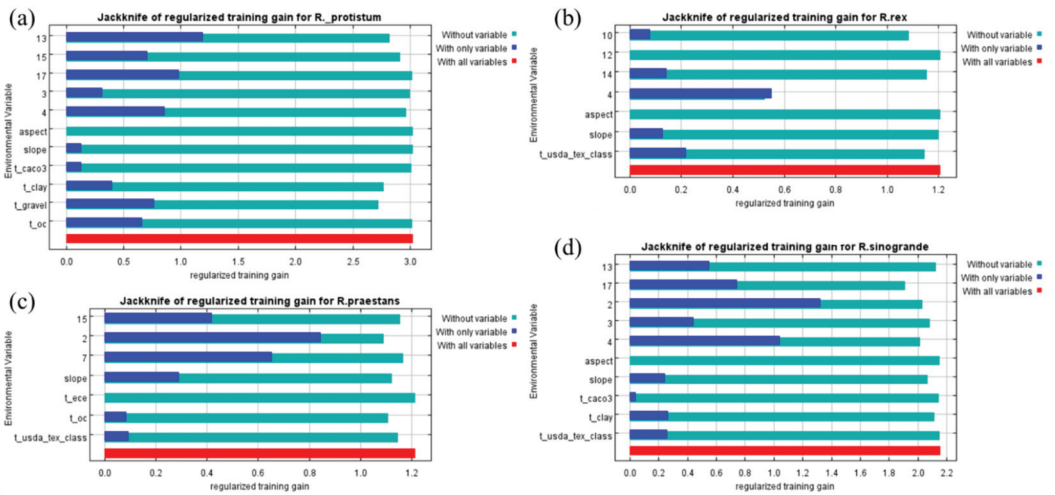 (a)
Jackknife of regularized training gain for R._protistum
Environmental Variable
13
15
17
3
4
aspect
slope
t_caco3
t_clay
t_gravel
t_oc
Without variable
With only variable
With all variables
0.0 0.5 1.0 1.5 2.0 2.5 3.0
regularized training gain
(b)
Jackknife of regularized training gain for R.rex
Environmental Variable
10
12
14
4
aspect
slope
t_usda_tex_class
Without variable
With only variable
With all variables
0.0 0.2 0.4 0.6 0.8 1.0 1.2
regularized training gain
(c)
Jackknife of regularized training gain for R.praestans
Environmental Variable
15
2
7
slope
t_ece
t_oc
t_usda_tex_class
Without variable
With only variable
With all variables
0.0 0.2 0.4 0.6 0.8 1.0 1.2
regularized training gain
(d)
Jackknife of regularized training gain for R.sinogrande
Environmental Variable
13
17
2
3
4
aspect
slope
t_caco3
t_clay
t_usda_tex_class
Without variable
With only variable
With all variables
0.0 0.2 0.4 0.6 0.8 1.0 1.2 1.4 1.6 1.8 2.0 2.2
regularized training gain